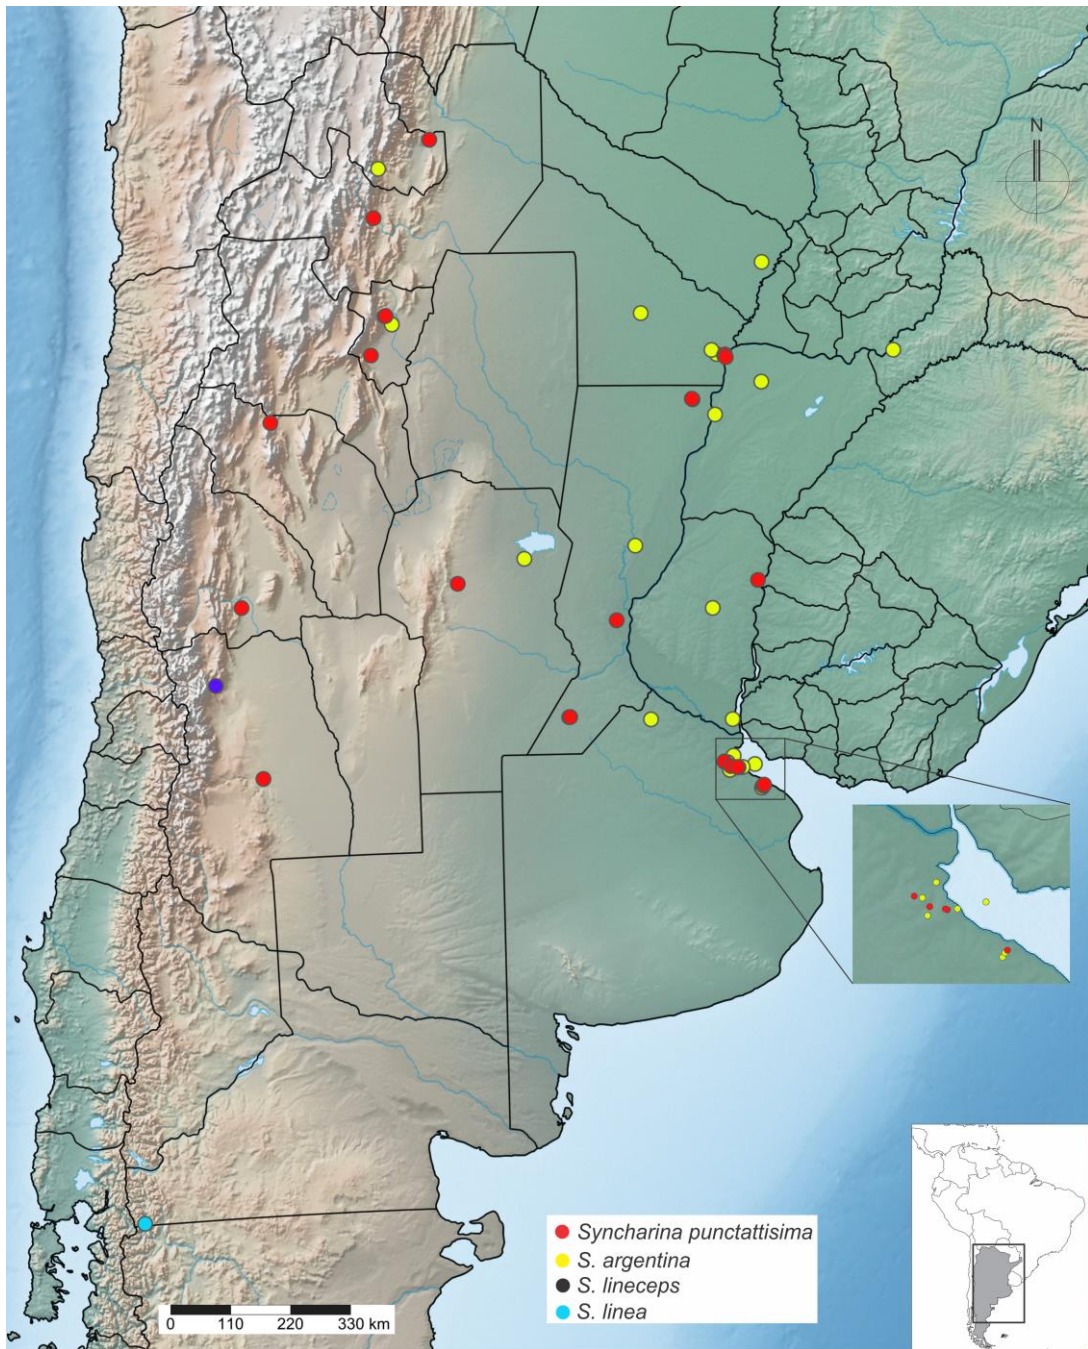 N
Syncharina punctattisima
S. argentina
S. lineceps
S. linea
0 110 220 330 km